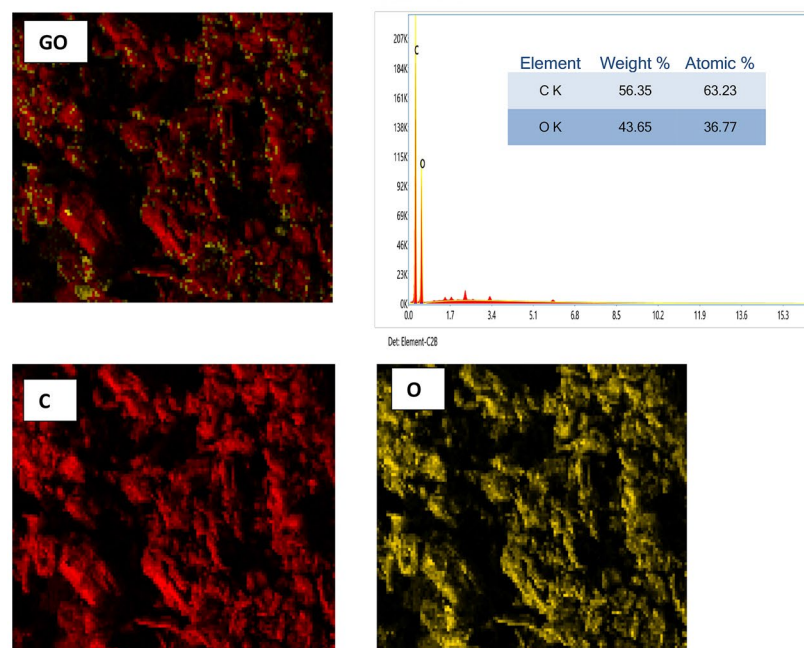 GO
207K
184K
161K
138K
115K
92K
69K
46K
23K
0K
C
O
Element Weight % Atomic %
C K 56.35 63.23
O K 43.65 36.77
0.0 1.7 3.4 5.1 6.8 8.5 10.2 11.9 13.6 15.3
Det: Element-C2B
C
O